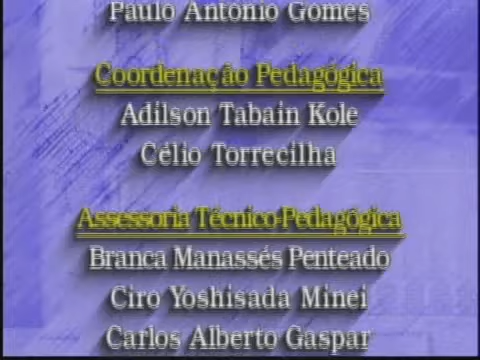 Paulo Antonio Gomes
Coordenação Pedagógica
Adilson Tabain Kole
Célio Torrecilha
Assessoria Técnico-Pedagógica
Branca Manassés Penteado
Ciro Yoshisada Minei
Carlos Alberto Gaspar